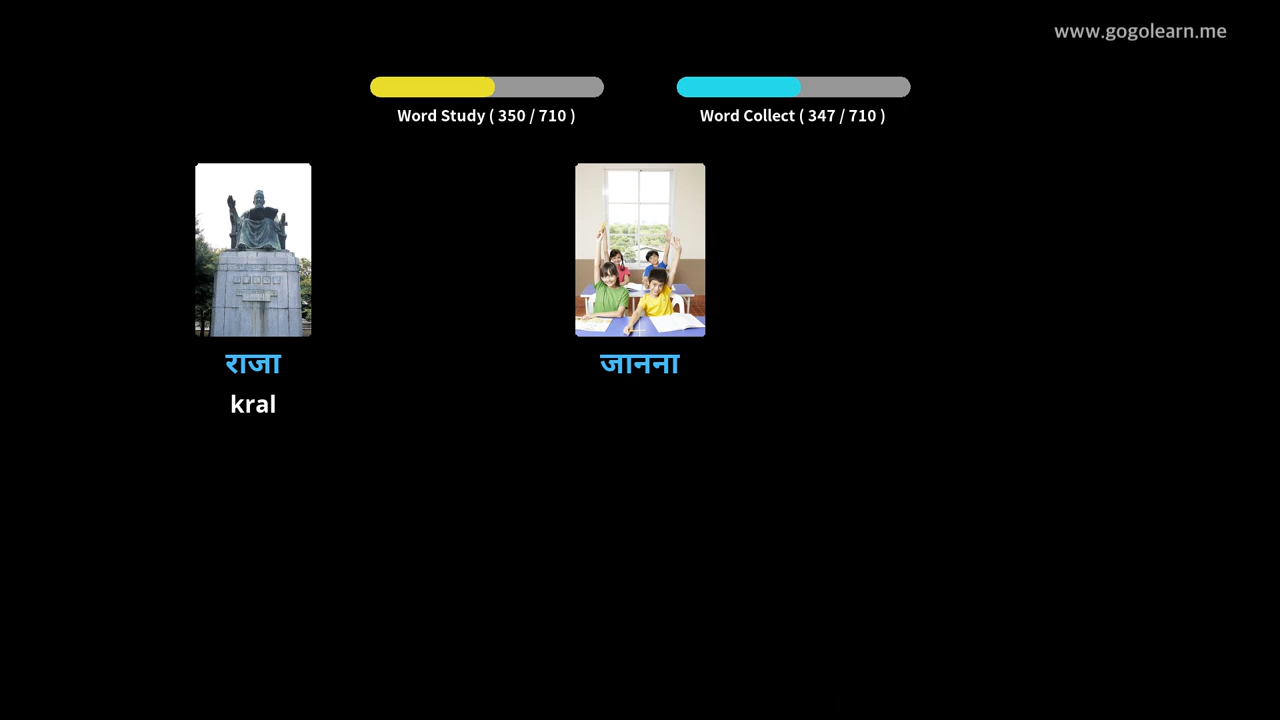 www.gogolearn.me
Word Study ( 350 / 710 )
Word Collect ( 347 / 710 )
राजा
kral
जानना